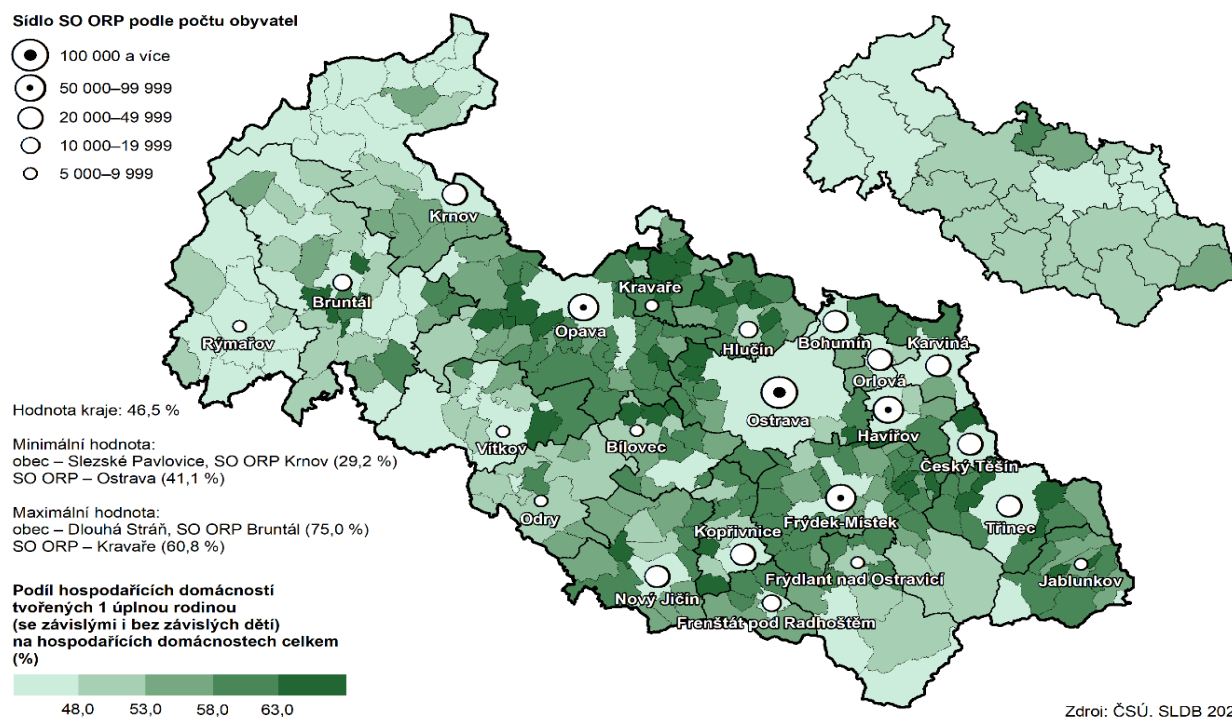 Sídlo SO ORP podle počtu obyvatel
100 000 a více
50 000–99 999
20 000–49 999
10 000–19 999
5 000–9 999
Krnov
Bruntál
Rýmařov
Opava
Kravaře
Hlučín
Bohumín
Karviná
Orlová
Ostrava
Havířov
Český Těšín
Vítkov
Bílovec
Odry
Frýdek-Místek
Třinec
Kopřivnice
Nový Jičín
Frýdlant nad Ostravicí
Jablunkov
Frenštát pod Radhoštěm
Hodnota kraje: 46,5 %
Minimální hodnota:
obec – Slezské Pavlovice, SO ORP Krnov (29,2 %)
SO ORP – Ostrava (41,1 %)
Maximální hodnota:
obec – Dlouhá Stráň, SO ORP Bruntál (75,0 %)
SO ORP – Kravaře (60,8 %)
Podíl hospodařících domácností
tvořených 1 úplnou rodinou
(se závislými i bez závislých dětí)
na hospodařících domácnostech celkem
(%)
48,0 53,0 58,0 63,0
Zdroj: ČSÚ, SLDB 202